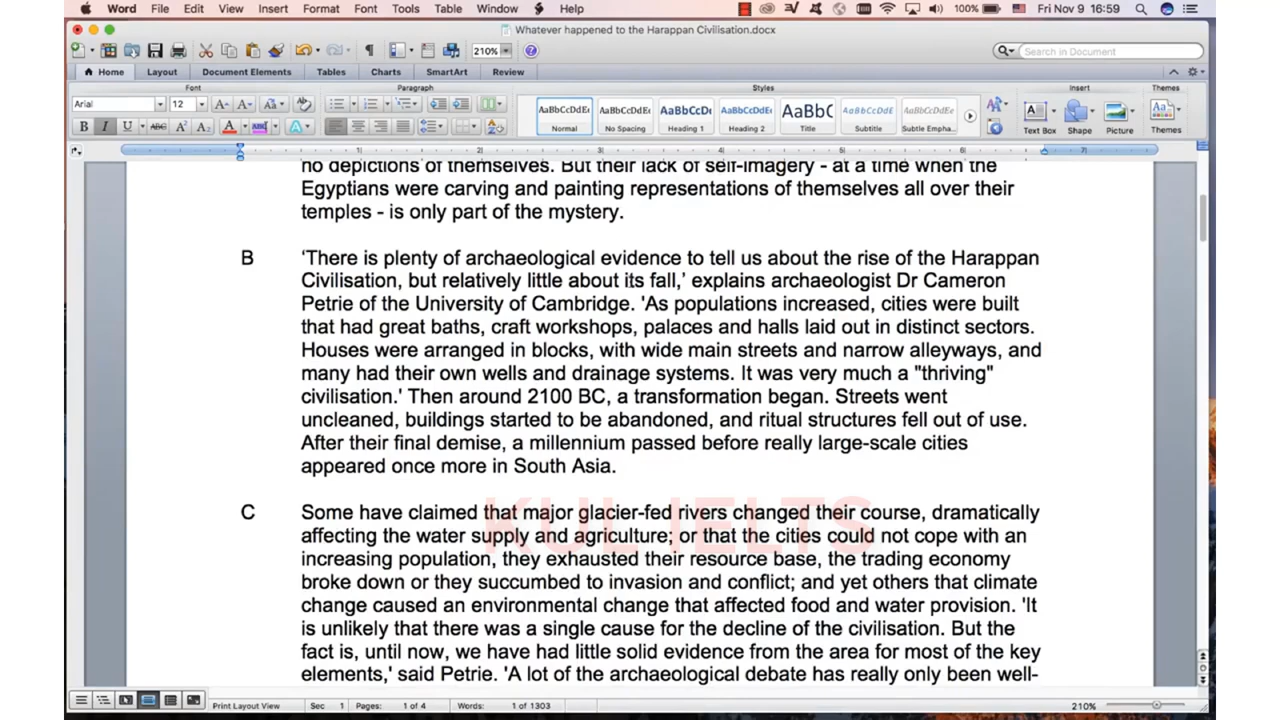 Word File Edit View Insert Format Font Tools Table Window Help 100% Fri Nov 9 16:59
Whatever happened to the Harappan Civilisation.docx
210% Search in Document
Home Layout Document Elements Tables Charts SmartArt Review
Font Paragraph Styles Insert Themes
Arial 12
AaBbCcDdEe AaBbCcDdEe AaBbCcDc AaBbCcDdEe AaBbC AaBbCcDdE AaBbCcDdEe
Normal No Spacing Heading 1 Heading 2 Title Subtitle Subtle Empha... Text Box Shape Picture Themes
no depictions of themselves. But their lack of self-imagery - at a time when the
Egyptians were carving and painting representations of themselves all over their
temples - is only part of the mystery.
B 'There is plenty of archaeological evidence to tell us about the rise of the Harappan
Civilisation, but relatively little about its fall,' explains archaeologist Dr Cameron
Petrie of the University of Cambridge. 'As populations increased, cities were built
that had great baths, craft workshops, palaces and halls laid out in distinct sectors.
Houses were arranged in blocks, with wide main streets and narrow alleyways, and
many had their own wells and drainage systems. It was very much a "thriving"
civilisation.' Then around 2100 BC, a transformation began. Streets went
uncleaned, buildings started to be abandoned, and ritual structures fell out of use.
After their final demise, a millennium passed before really large-scale cities
appeared once more in South Asia.
KUL IELTS
C Some have claimed that major glacier-fed rivers changed their course, dramatically
affecting the water supply and agriculture; or that the cities could not cope with an
increasing population, they exhausted their resource base, the trading economy
broke down or they succumbed to invasion and conflict; and yet others that climate
change caused an environmental change that affected food and water provision. 'It
is unlikely that there was a single cause for the decline of the civilisation. But the
fact is, until now, we have had little solid evidence from the area for most of the key
elements,' said Petrie. 'A lot of the archaeological debate has really only been well-
Print Layout View Sec 1 Pages: 1 of 4 Words: 1 of 1303 210%